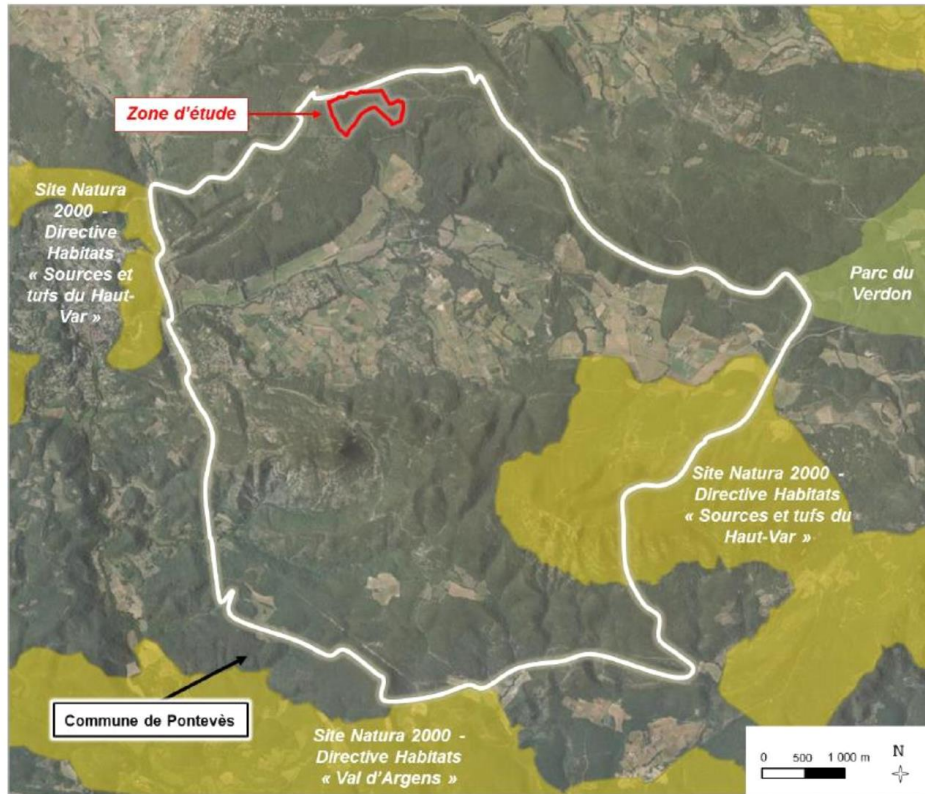 Zone d'étude
Site Natura
2000 -
Directive
Habitats
« Sources et
tufs du Haut-
Var »
Parc du
Verdon
Site Natura 2000 -
Directive Habitats
« Sources et tufs du
Haut-Var »
Commune de Pontevès
Site Natura 2000 -
Directive Habitats
« Val d'Argens »
0 500 1 000 m
N